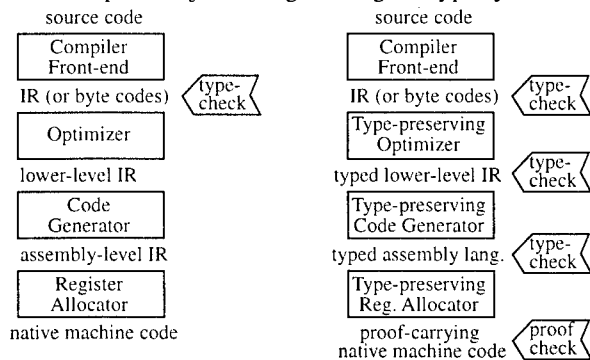 source code
Compiler
Front-end
IR (or byte codes)
type-
check
Optimizer
lower-level IR
Code
Generator
assembly-level IR
Register
Allocator
native machine code
source code
Compiler
Front-end
IR (or byte codes)
type-
check
Type-preserving
Optimizer
typed lower-level IR
type-
check
Type-preserving
Code Generator
typed assembly lang.
type-
check
Type-preserving
Reg. Allocator
proof-carrying
native machine code
proof
check